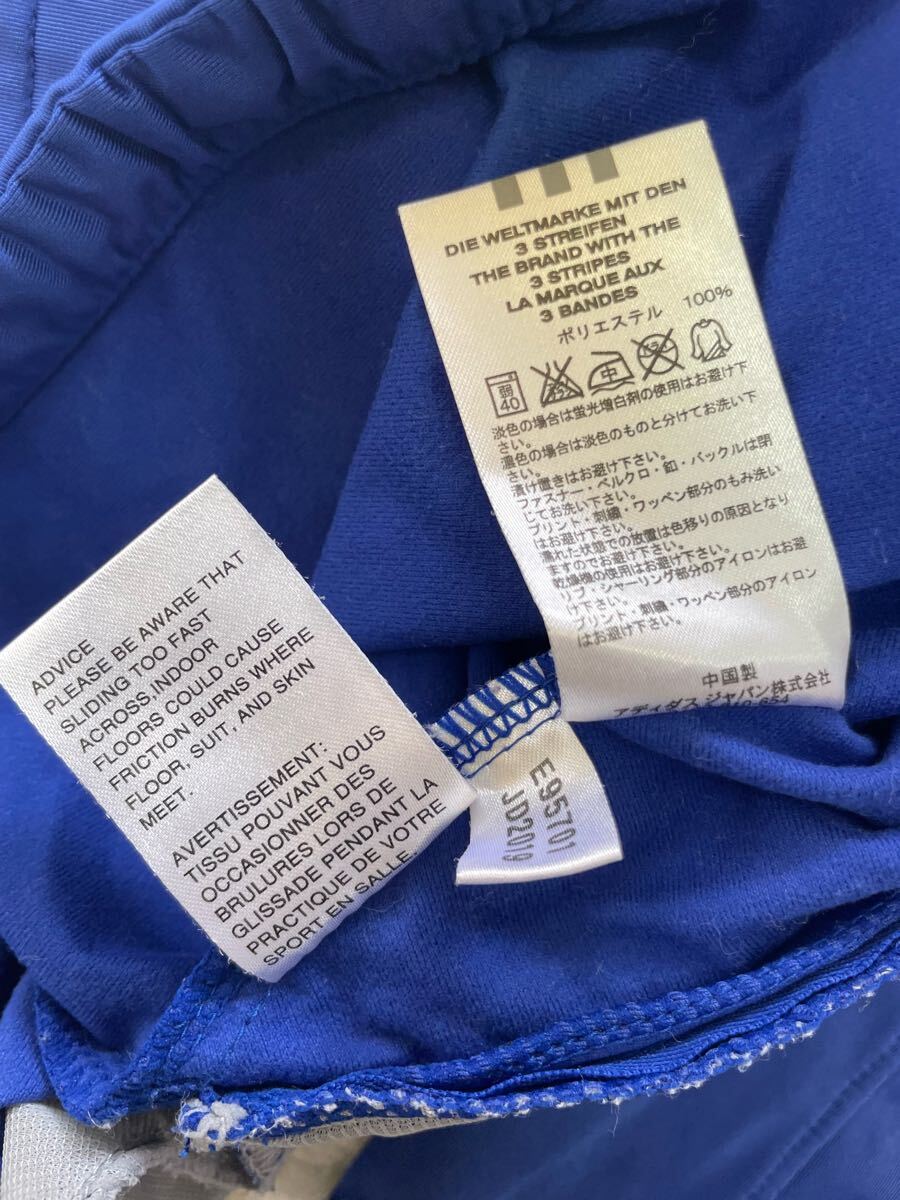 DIE WELTMARKE MIT DEN
3 STREIFEN
THE BRAND WITH THE
3 STRIPES
LA MARQUE AUX
3 BANDES
ポリエステル 100%
弱
40
中
淡色の場合は蛍光増白剤の使用はお避け下
さい。
濃色の場合は淡色のものと分けてお洗い下
さい。
漬け置きはお避け下さい。
ファスナー・ベルクロ・釦・バックルは閉
じてお洗い下さい。
プリント・刺繍・ワッペン部分のもみ洗い
はお避け下さい。
濡れた状態での放置は色移りの原因となり
ますのでお避け下さい。
乾燥機の使用はお避け下さい。
リブ・シャーリング部分のアイロンはお避
け下さい。
プリント・刺繍・ワッペン部分のアイロン
はお避け下さい。
中国製
アディダス ジャパン株式会社
ADVICE
PLEASE BE AWARE THAT
SLIDING TOO FAST
ACROSS INDOOR
FLOORS COULD CAUSE
FRICTION BURNS WHERE
FLOOR, SUIT, AND SKIN
MEET.
AVERTISSEMENT:
TISSU POUVANT VOUS
OCCASIONNER DES
BRULURES LORS DE
GLISSADE PENDANT LA
PRACTIQUE DE VOTRE
SPORT EN SALLE.
E95701
JD2019